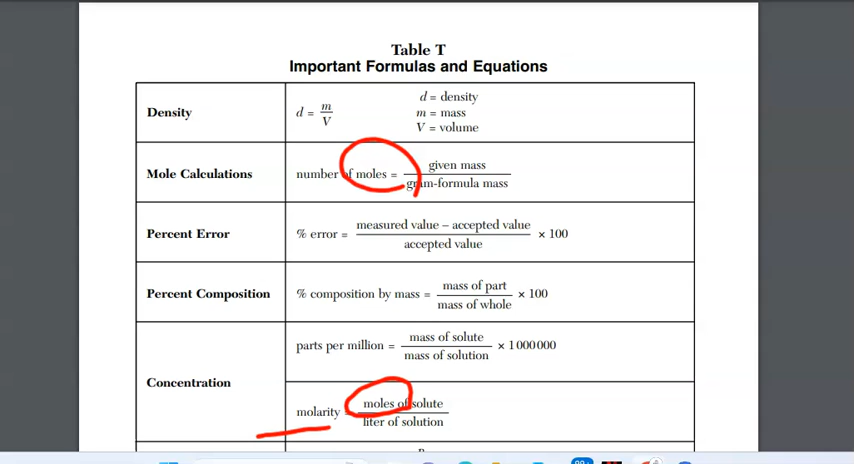 Table T
Important Formulas and Equations
Density
d = m/V
d = density
m = mass
V = volume
Mole Calculations
number of moles = given mass / gram-formula mass
Percent Error
% error = measured value – accepted value / accepted value × 100
Percent Composition
% composition by mass = mass of part / mass of whole × 100
Concentration
parts per million = mass of solute / mass of solution × 1 000 000
molarity = moles of solute / liter of solution